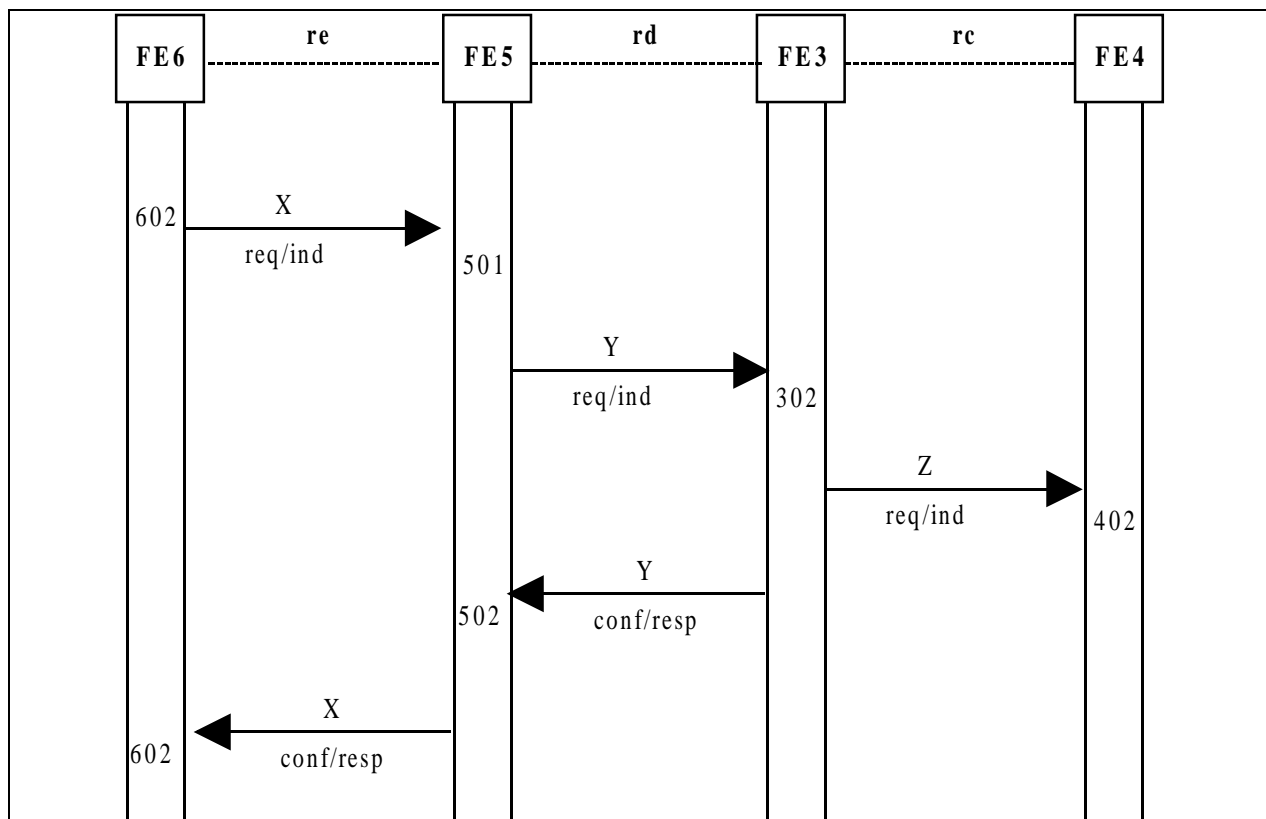 FE6 re FE5 rd FE3 rc FE4
602 X
req/ind
501
Y
req/ind
302
Z
req/ind
402
Y
conf/resp
502
X
conf/resp
602